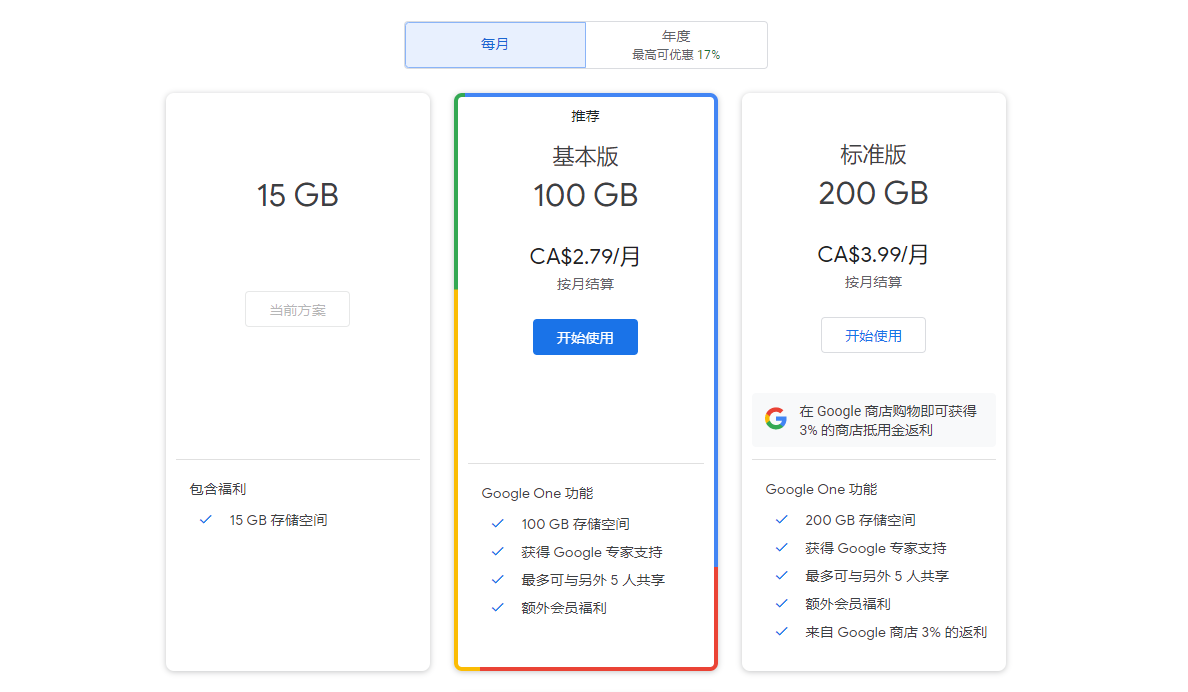 每月
年度
最高可优惠 17%
15 GB
当前方案
包含福利
15 GB 存储空间
推荐
基本版
100 GB
CA$2.79/月
按月结算
开始使用
Google One 功能
100 GB 存储空间
获得 Google 专家支持
最多可与另外 5 人共享
额外会员福利
标准版
200 GB
CA$3.99/月
按月结算
开始使用
在 Google 商店购物即可获得
3% 的商店抵用金返利
Google One 功能
200 GB 存储空间
获得 Google 专家支持
最多可与另外 5 人共享
额外会员福利
来自 Google 商店 3% 的返利